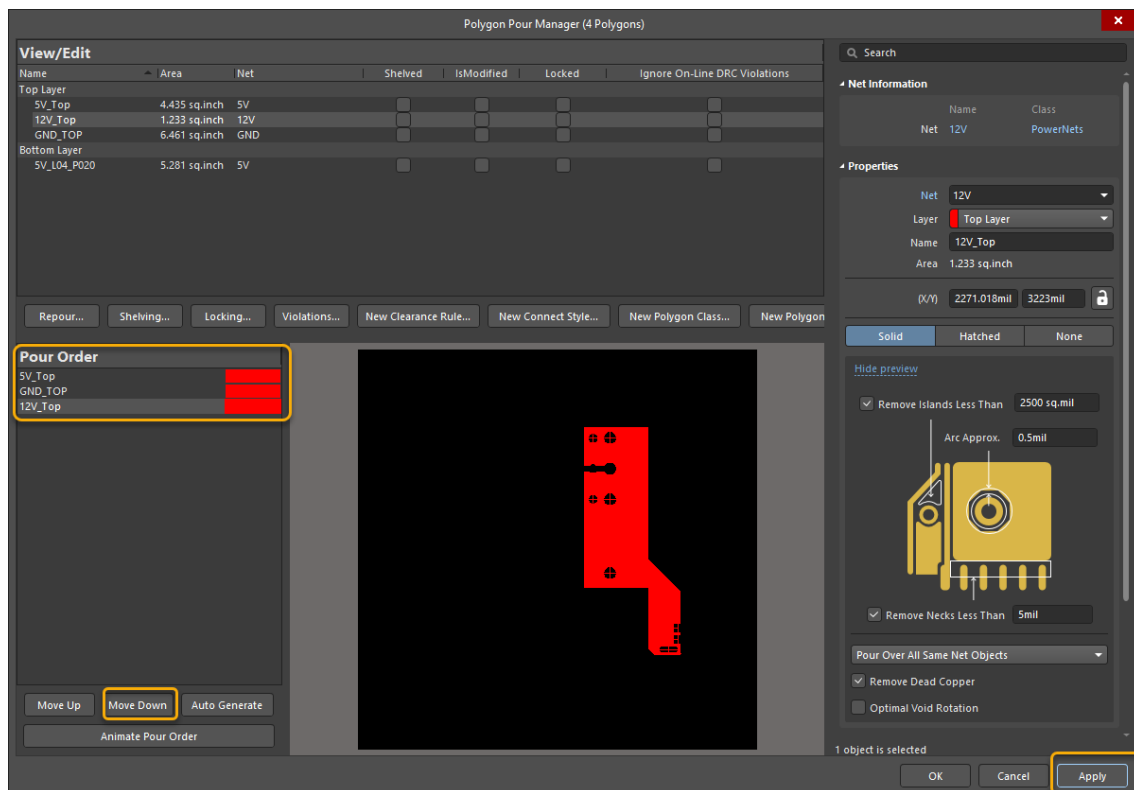 Polygon Pour Manager (4 Polygons)
View/Edit
Name Area Net Shelved IsModified Locked Ignore On-Line DRC Violations
Top Layer
5V_Top 4.435 sq.inch 5V
12V_Top 1.233 sq.inch 12V
GND_TOP 6.461 sq.inch GND
Bottom Layer
5V_L04_P020 5.281 sq.inch 5V
Repour... Shelving... Locking... Violations... New Clearance Rule... New Connect Style... New Polygon Class... New Polygon
Pour Order
5V_Top
GND_TOP
12V_Top
Move Up Move Down Auto Generate
Animate Pour Order
Search
Net Information
Name Class
Net 12V PowerNets
Properties
Net 12V
Layer Top Layer
Name 12V_Top
Area 1.233 sq.inch
(X/Y) 2271.018mil 3223mil
Solid Hatched None
Hide preview
Remove Islands Less Than 2500 sq.mil
Arc Approx. 0.5mil
Remove Necks Less Than 5mil
Pour Over All Same Net Objects
Remove Dead Copper
Optimal Void Rotation
1 object is selected
OK Cancel Apply